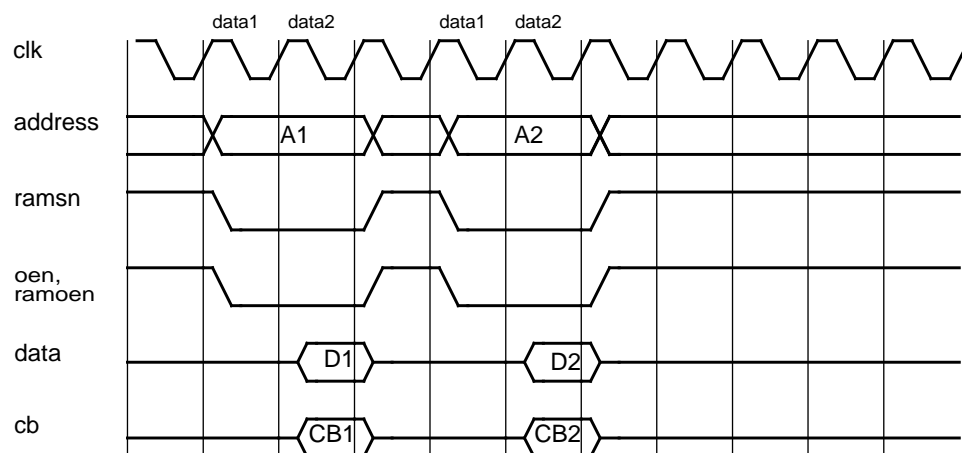 data1 data2 data1 data2
clk
address A1 A2
ramsn
oen,
ramoen
data D1 D2
cb CB1 CB2